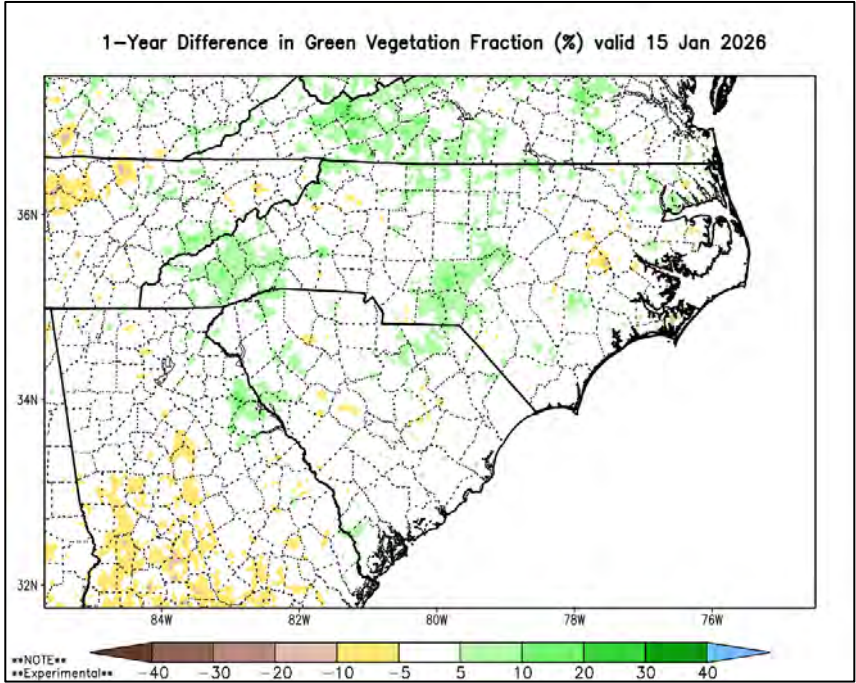 1-Year Difference in Green Vegetation Fraction (%) valid 15 Jan 2026
36N
34N
32N
84W 82W 80W 78W 76W
**NOTE**
**Experimental** -40 -30 -20 -10 -5 5 10 20 30 40